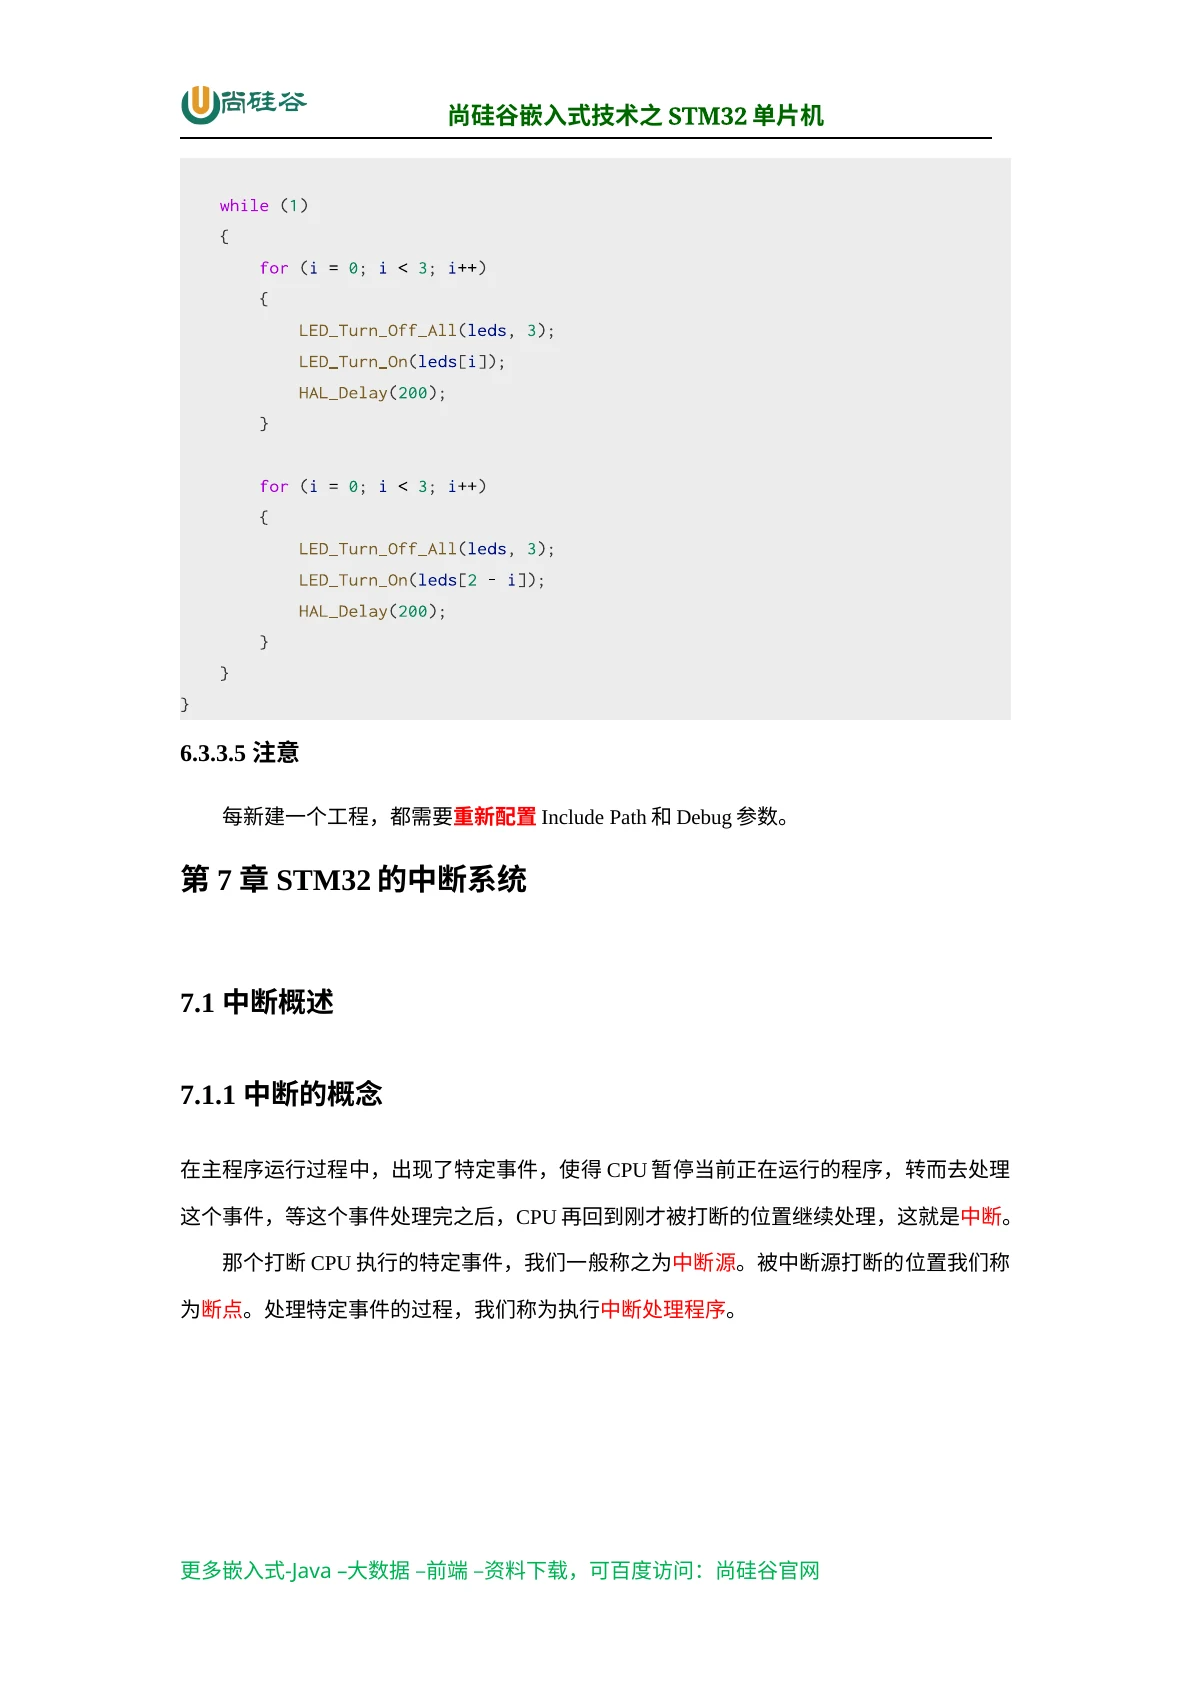 尚硅谷
尚硅谷嵌入式技术之 STM32 单片机
    while (1)
    {
        for (i = 0; i < 3; i++)
        {
            LED_Turn_Off_All(leds, 3);
            LED_Turn_On(leds[i]);
            HAL_Delay(200);
        }
        for (i = 0; i < 3; i++)
        {
            LED_Turn_Off_All(leds, 3);
            LED_Turn_On(leds[2 - i]);
            HAL_Delay(200);
        }
    }
}
6.3.3.5 注意
每新建一个工程，都需要重新配置 Include Path 和 Debug 参数。
第 7 章 STM32 的中断系统
7.1 中断概述
7.1.1 中断的概念
在主程序运行过程中，出现了特定事件，使得 CPU 暂停当前正在运行的程序，转而去处理
这个事件，等这个事件处理完之后，CPU 再回到刚才被打断的位置继续处理，这就是中断。
那个打断 CPU 执行的特定事件，我们一般称之为中断源。被中断源打断的位置我们称
为断点。处理特定事件的过程，我们称为执行中断处理程序。
更多嵌入式-Java –大数据 –前端 –资料下载，可百度访问：尚硅谷官网